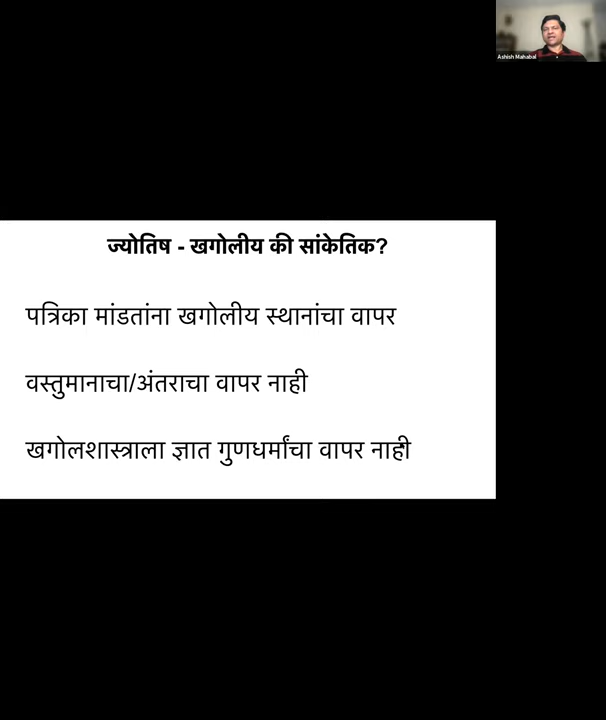 Ashish Mahabal
ज्योतिष - खगोलीय की सांकेतिक?
पत्रिका मांडतांना खगोलीय स्थानांचा वापर
वस्तुमानाचा/अंतराचा वापर नाही
खगोलशास्त्राला ज्ञात गुणधर्मांचा वापर नाही